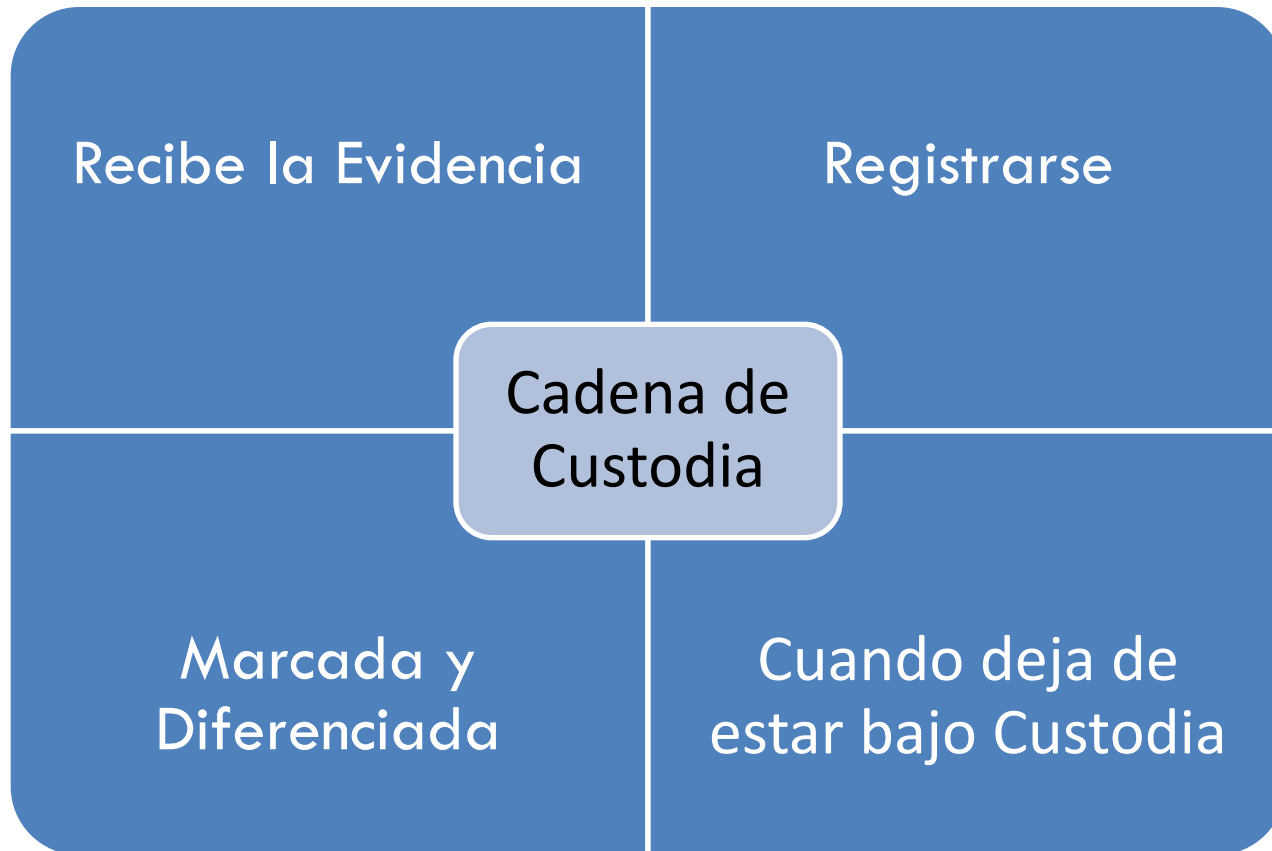 Recibe la Evidencia
Registrarse
Cadena de
Custodia
Marcada y
Diferenciada
Cuando deja de
estar bajo Custodia